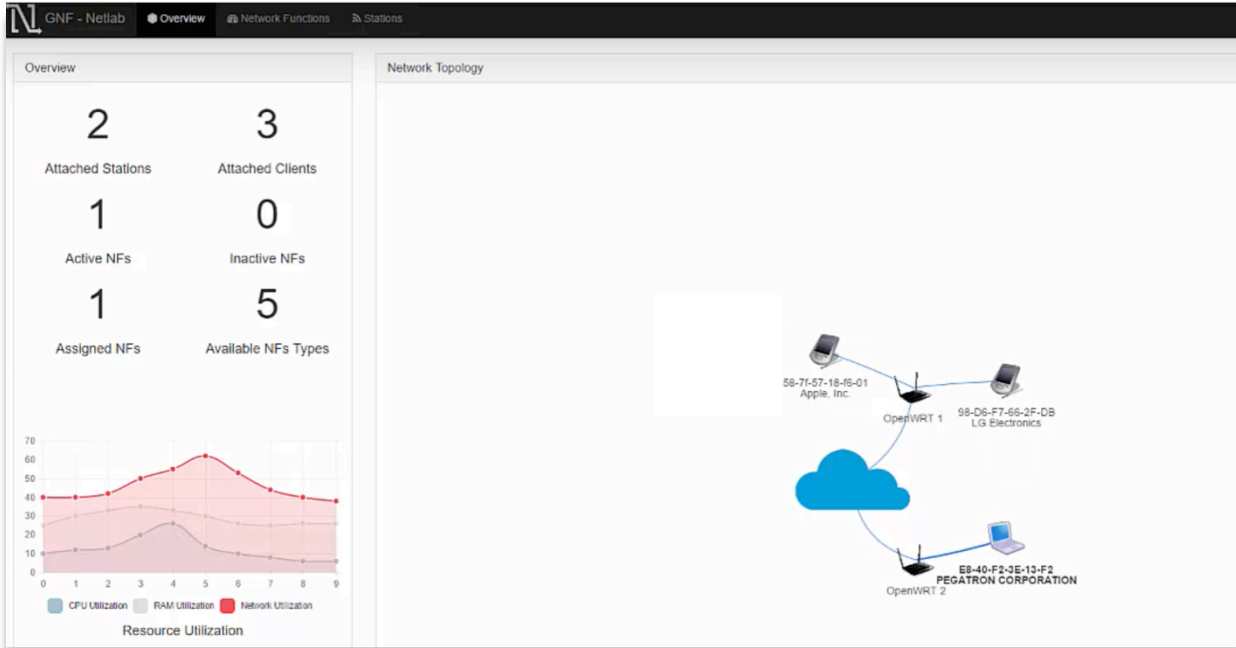 GNF - Netlab
Overview
Network Functions
Stations
Overview
2
3
Attached Stations
Attached Clients
1
0
Active NFs
Inactive NFs
1
5
Assigned NFs
Available NFs Types
70
60
50
40
30
20
10
0
0 1 2 3 4 5 6 7 8 9
CPU Utilization RAM Utilization Network Utilization
Resource Utilization
Network Topology
58-7f-57-18-f6-01
Apple, Inc.
OpenWRT 1
98-D6-F7-66-2F-DB
LG Electronics
E8-40-F2-3E-13-F2
PEGATRON CORPORATION
OpenWRT 2